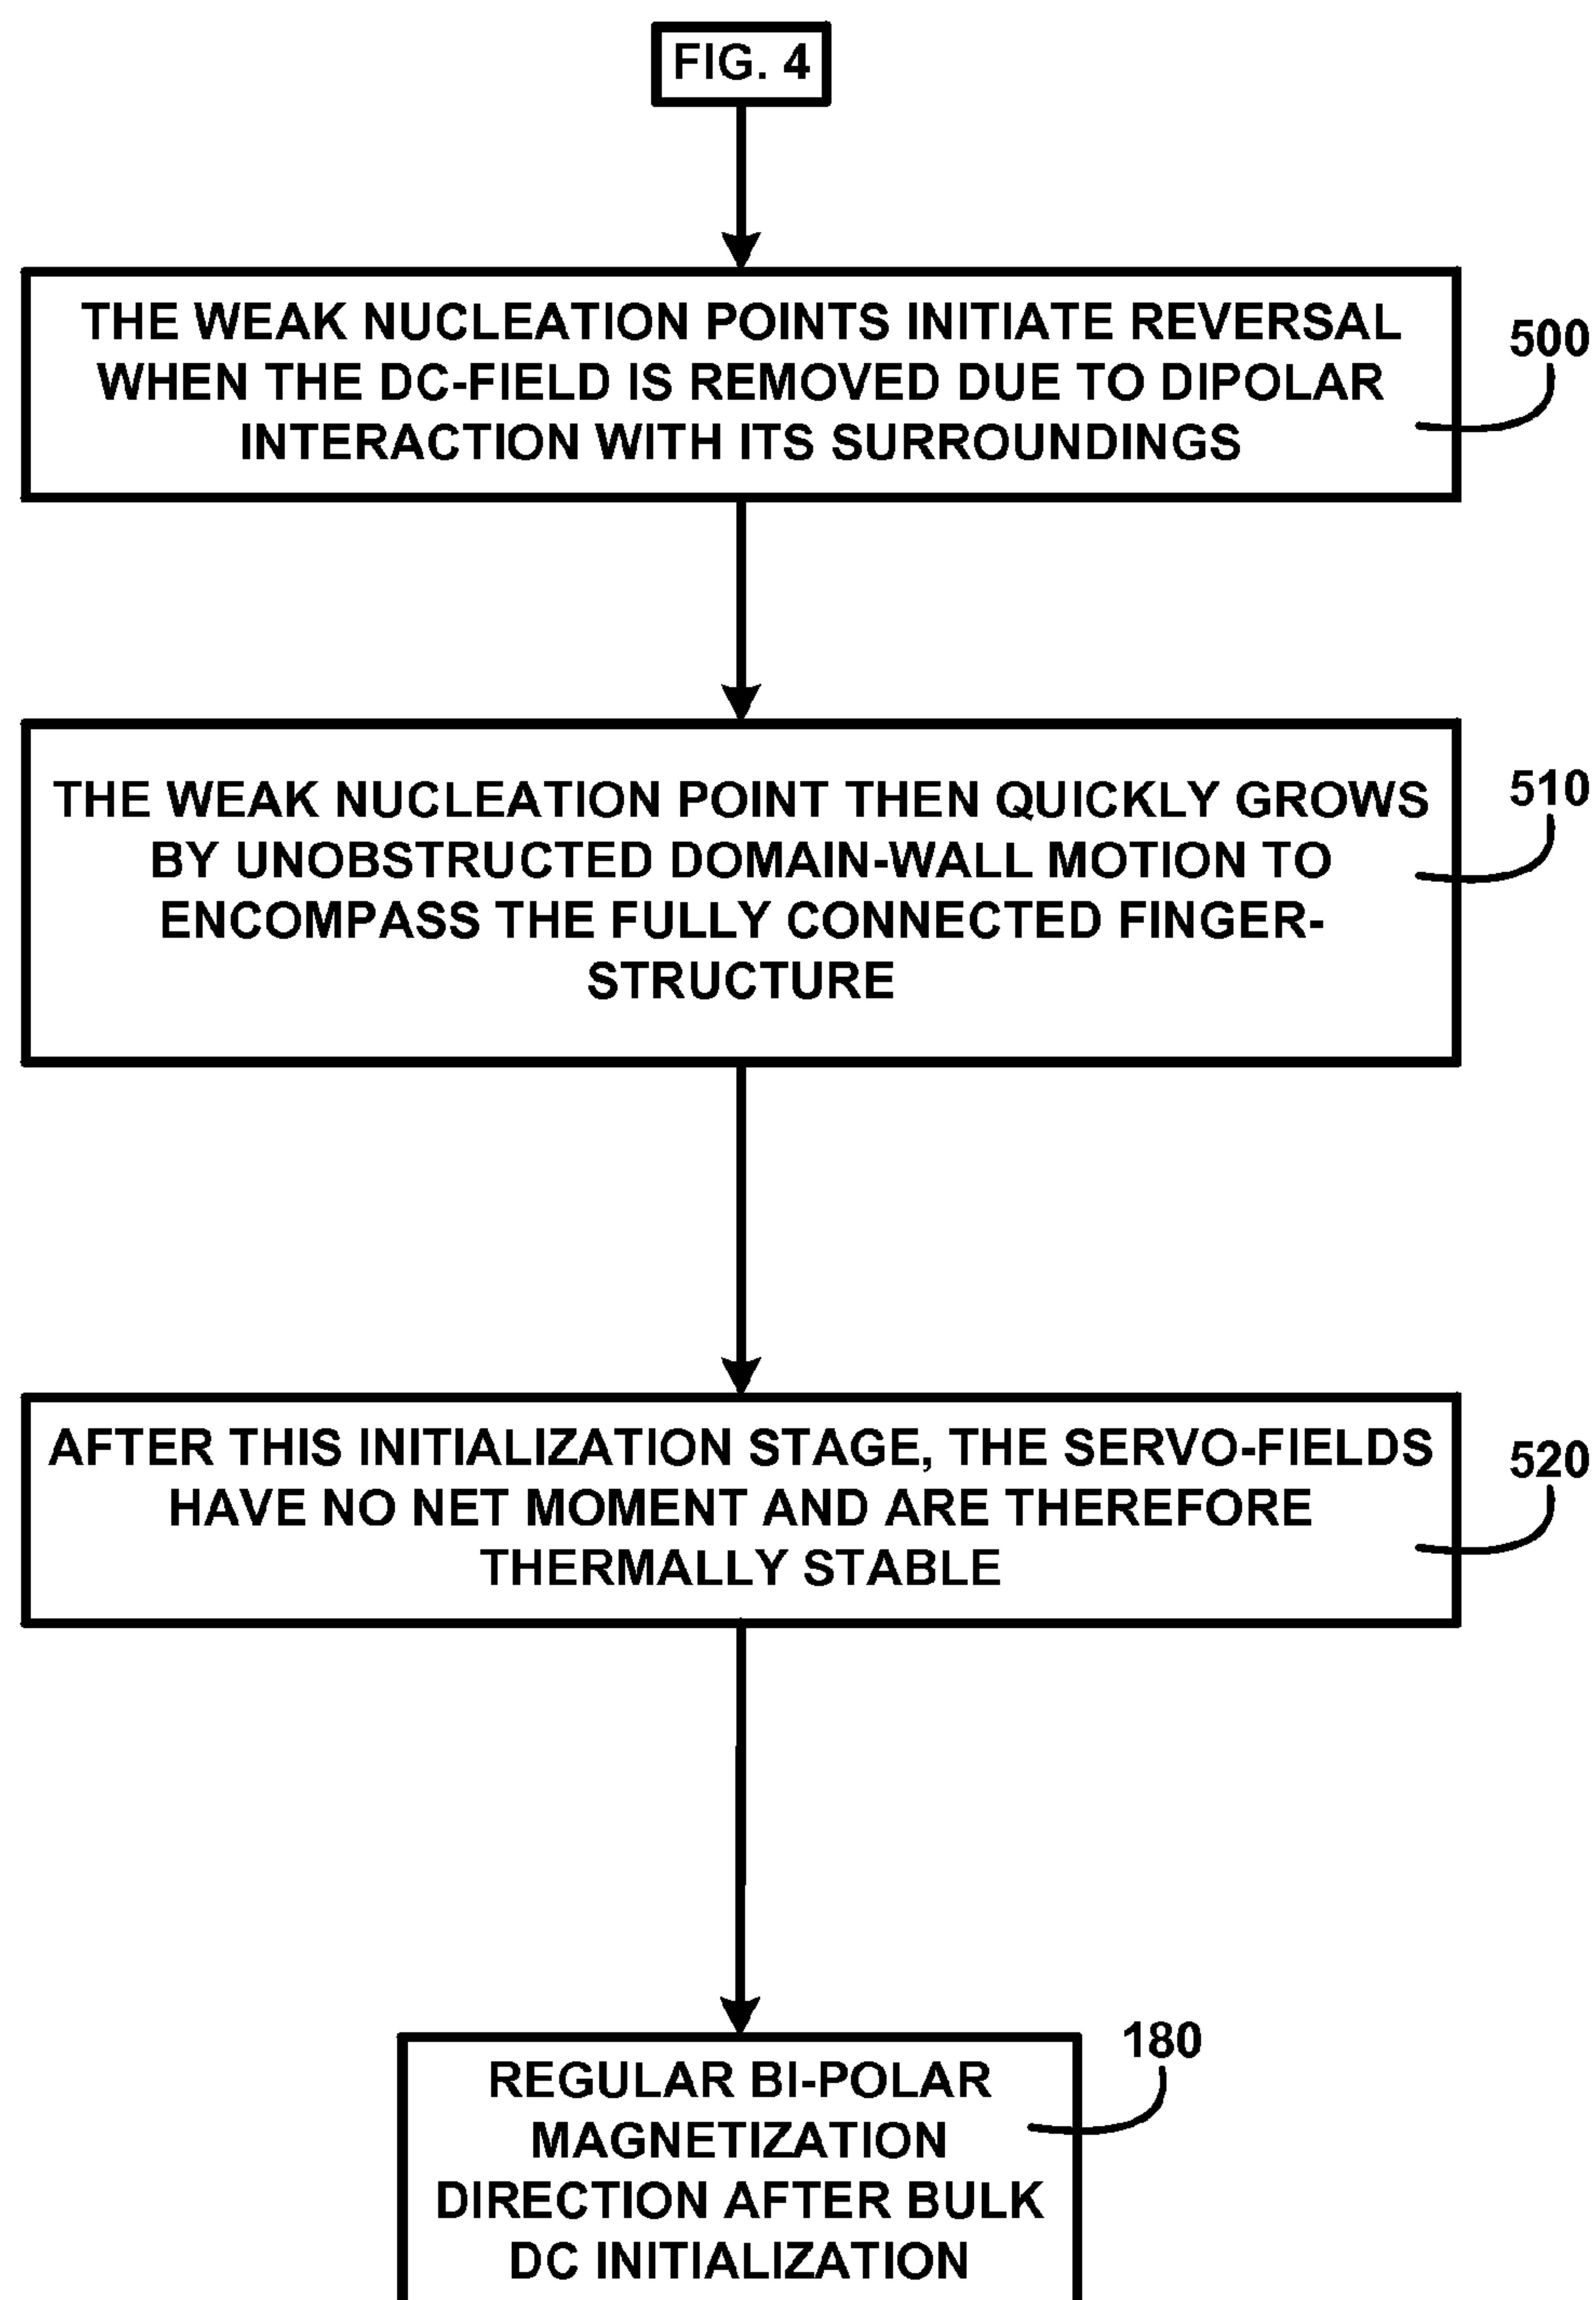 FIG. 4
THE WEAK NUCLEATION POINTS INITIATE REVERSAL
WHEN THE DC-FIELD IS REMOVED DUE TO DIPOLAR
INTERACTION WITH ITS SURROUNDINGS
500
THE WEAK NUCLEATION POINT THEN QUICKLY GROWS
BY UNOBSTRUCTED DOMAIN-WALL MOTION TO
ENCOMPASS THE FULLY CONNECTED FINGER-
STRUCTURE
510
AFTER THIS INITIALIZATION STAGE, THE SERVO-FIELDS
HAVE NO NET MOMENT AND ARE THEREFORE
THERMALLY STABLE
520
REGULAR BI-POLAR
MAGNETIZATION
DIRECTION AFTER BULK
DC INITIALIZATION
180